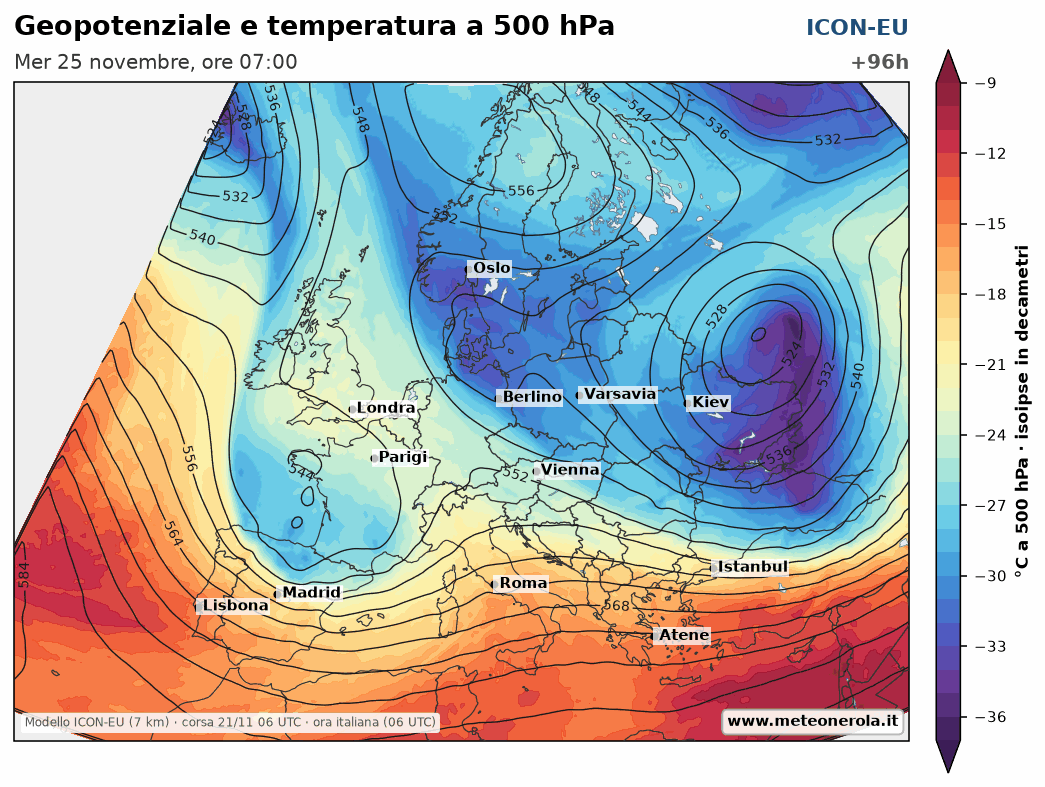 Geopotenziale e temperatura a 500 hPa
ICON-EU
Mer 25 novembre, ore 07:00
+96h
536
528
524
548
548
544
536
532
532
556
552
540
Oslo
528
524
532
540
Berlino
Varsavia
Kiev
Londra
556
544
Parigi
552
Vienna
536
564
584
Istanbul
Lisbona
Madrid
Roma
568
Atene
Modello ICON-EU (7 km) · corsa 21/11 06 UTC · ora italiana (06 UTC)
www.meteonerola.it
−9
−12
−15
−18
−21
−24
−27
−30
−33
−36
°C a 500 hPa · isoipse in decametri